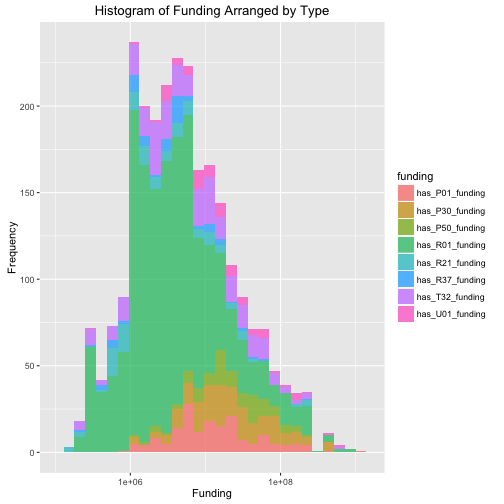 Histogram of Funding Arranged by Type
Frequency
200
150
100
50
0
1e+06
1e+08
Funding
funding
has_P01_funding
has_P30_funding
has_P50_funding
has_R01_funding
has_R21_funding
has_R37_funding
has_T32_funding
has_U01_funding